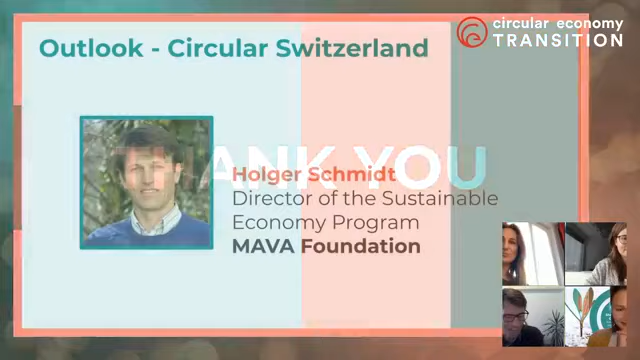 circular economy
TRANSITION
Outlook - Circular Switzerland
THANK YOU
Holger Schmidt
Director of the Sustainable
Economy Program
MAVA Foundation